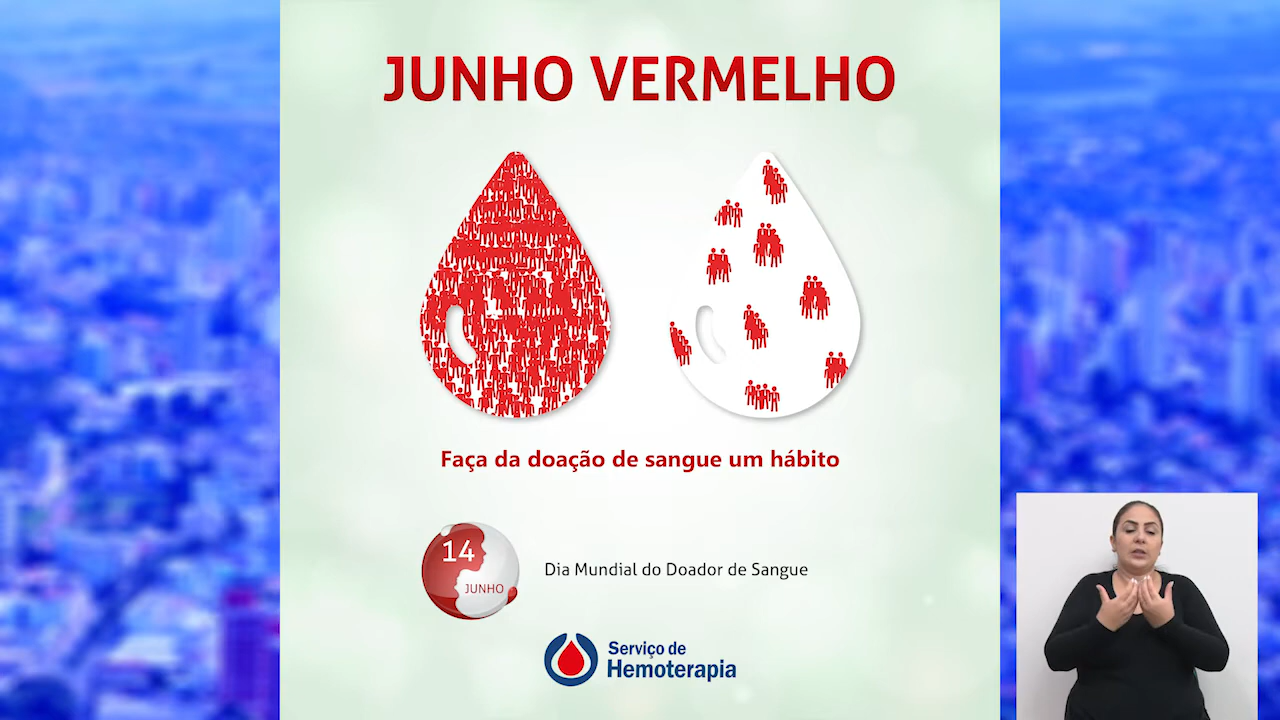 JUNHO VERMELHO
Faça da doação de sangue um hábito
14
JUNHO
Dia Mundial do Doador de Sangue
Serviço de
Hemoterapia